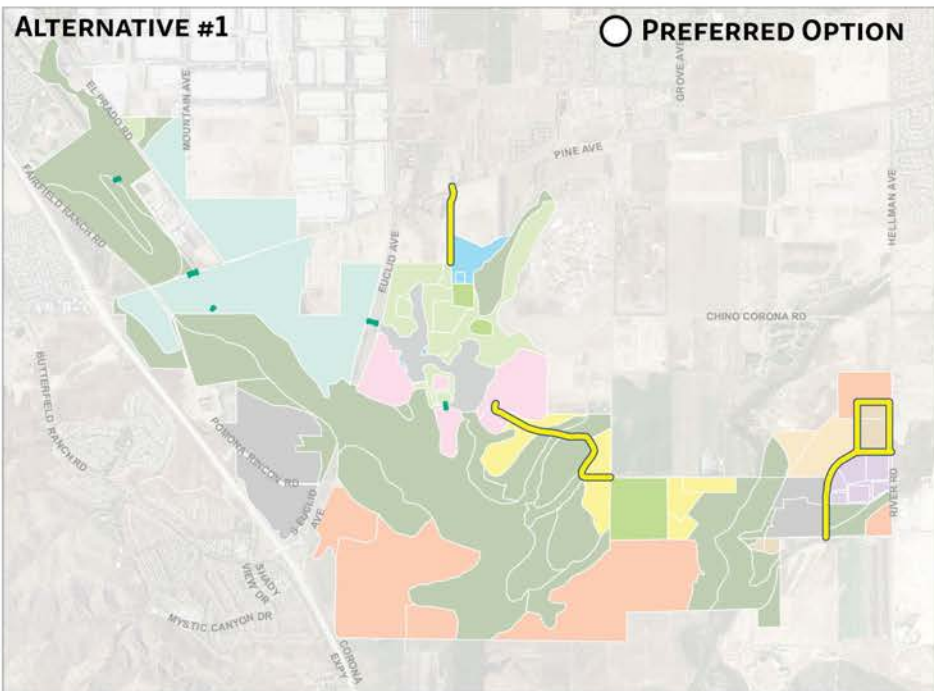 ALTERNATIVE #1
PREFERRED OPTION
EL PRADO RD
MOUNTAIN AVE
GROVE AVE
PINE AVE
FAIRFIELD RANCH RD
HELLMAN AVE
EUCLID AVE
CHINO CORONA RD
BUTTERFIELD RANCH RD
POMONA RINCON RD
RIVER RD
S EUCLID
AVE
SHADY
VIEW DR
MYSTIC CANYON DR
CORONA
EXPY